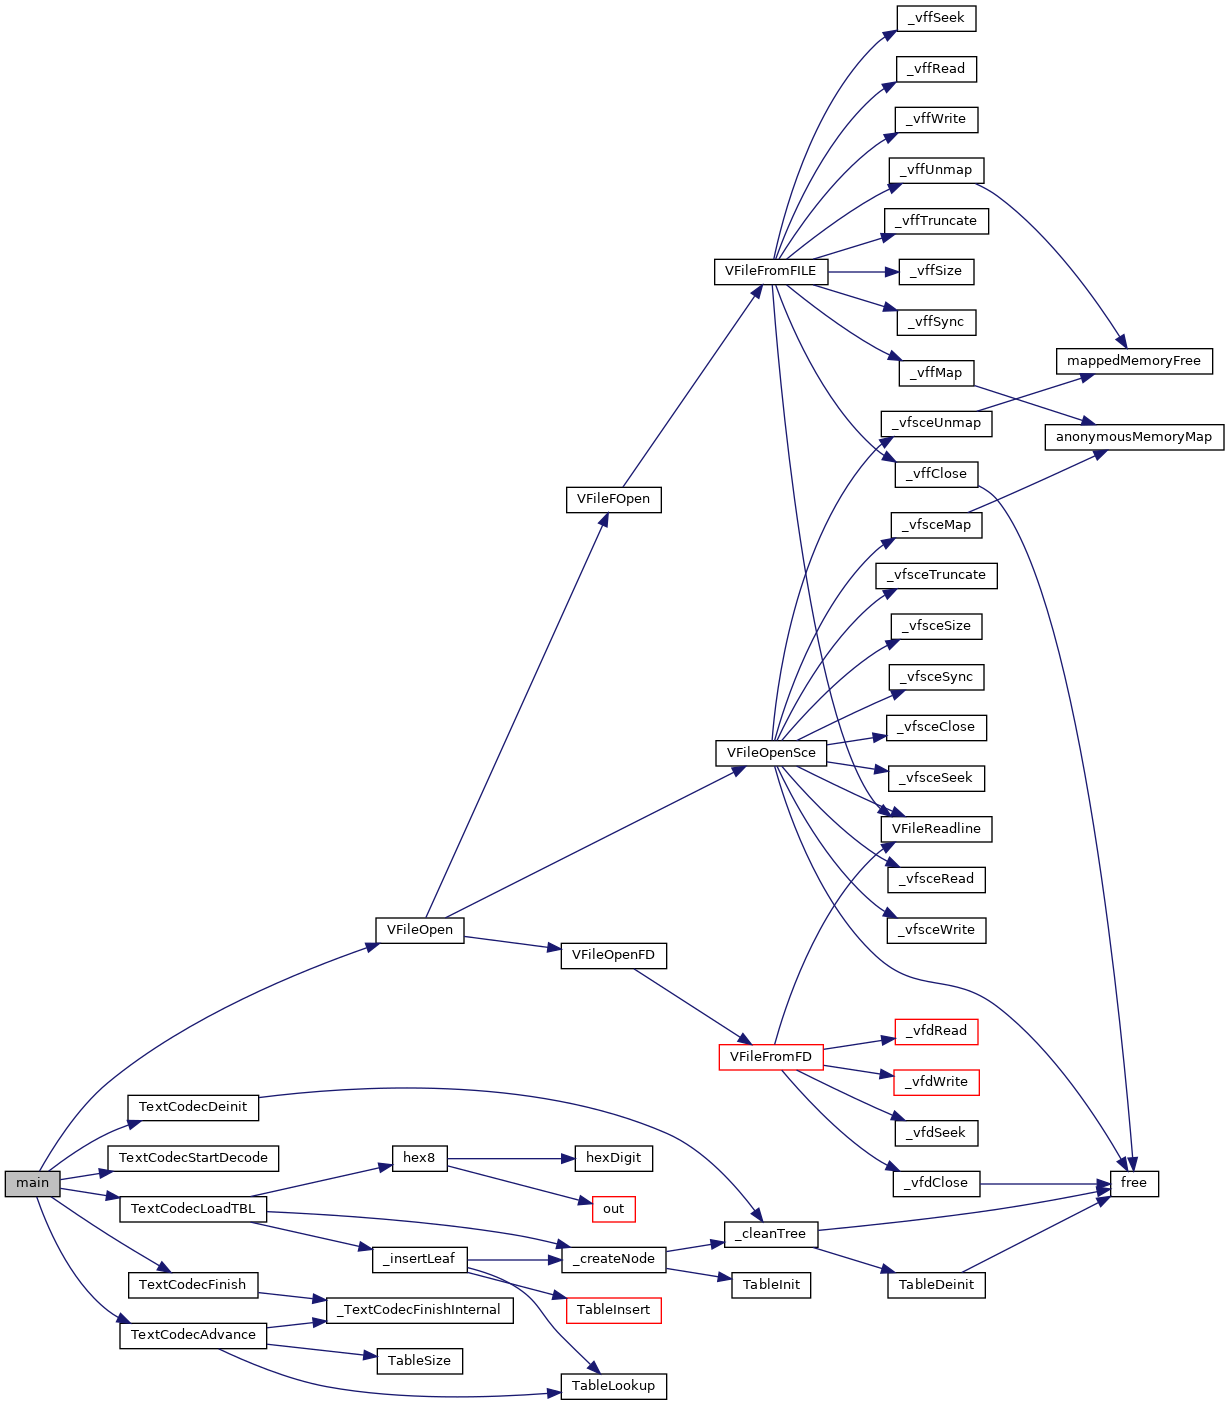 _vffSeek
_vffRead
_vffWrite
_vffUnmap
_vffTruncate
VFileFromFILE
_vffSize
_vffSync
mappedMemoryFree
_vffMap
_vfsceUnmap
anonymousMemoryMap
_vffClose
VFileFOpen
_vfsceMap
_vfsceTruncate
_vfsceSize
_vfsceSync
_vfsceClose
VFileOpenSce
_vfsceSeek
VFileReadline
_vfsceRead
_vfsceWrite
VFileOpen
VFileOpenFD
_vfdRead
VFileFromFD
_vfdWrite
TextCodecDeinit
_vfdSeek
TextCodecStartDecode
hex8
hexDigit
main
_vfdClose
free
TextCodecLoadTBL
out
_cleanTree
_insertLeaf
_createNode
TextCodecFinish
TableInit
TableDeinit
_TextCodecFinishInternal
TableInsert
TextCodecAdvance
TableSize
TableLookup